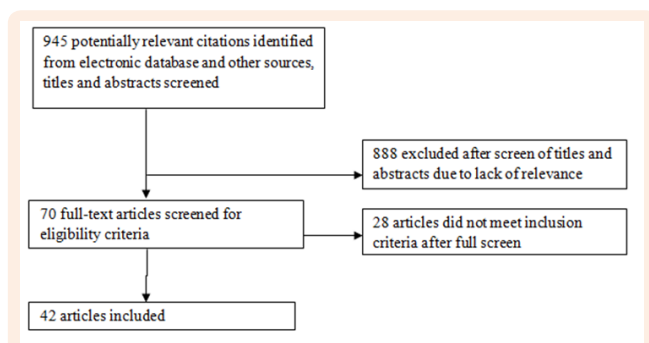 945 potentially relevant citations identified
from electronic database and other sources,
titles and abstracts screened
888 excluded after screen of titles and
abstracts due to lack of relevance
70 full-text articles screened for
eligibility criteria
28 articles did not meet inclusion
criteria after full screen
42 articles included